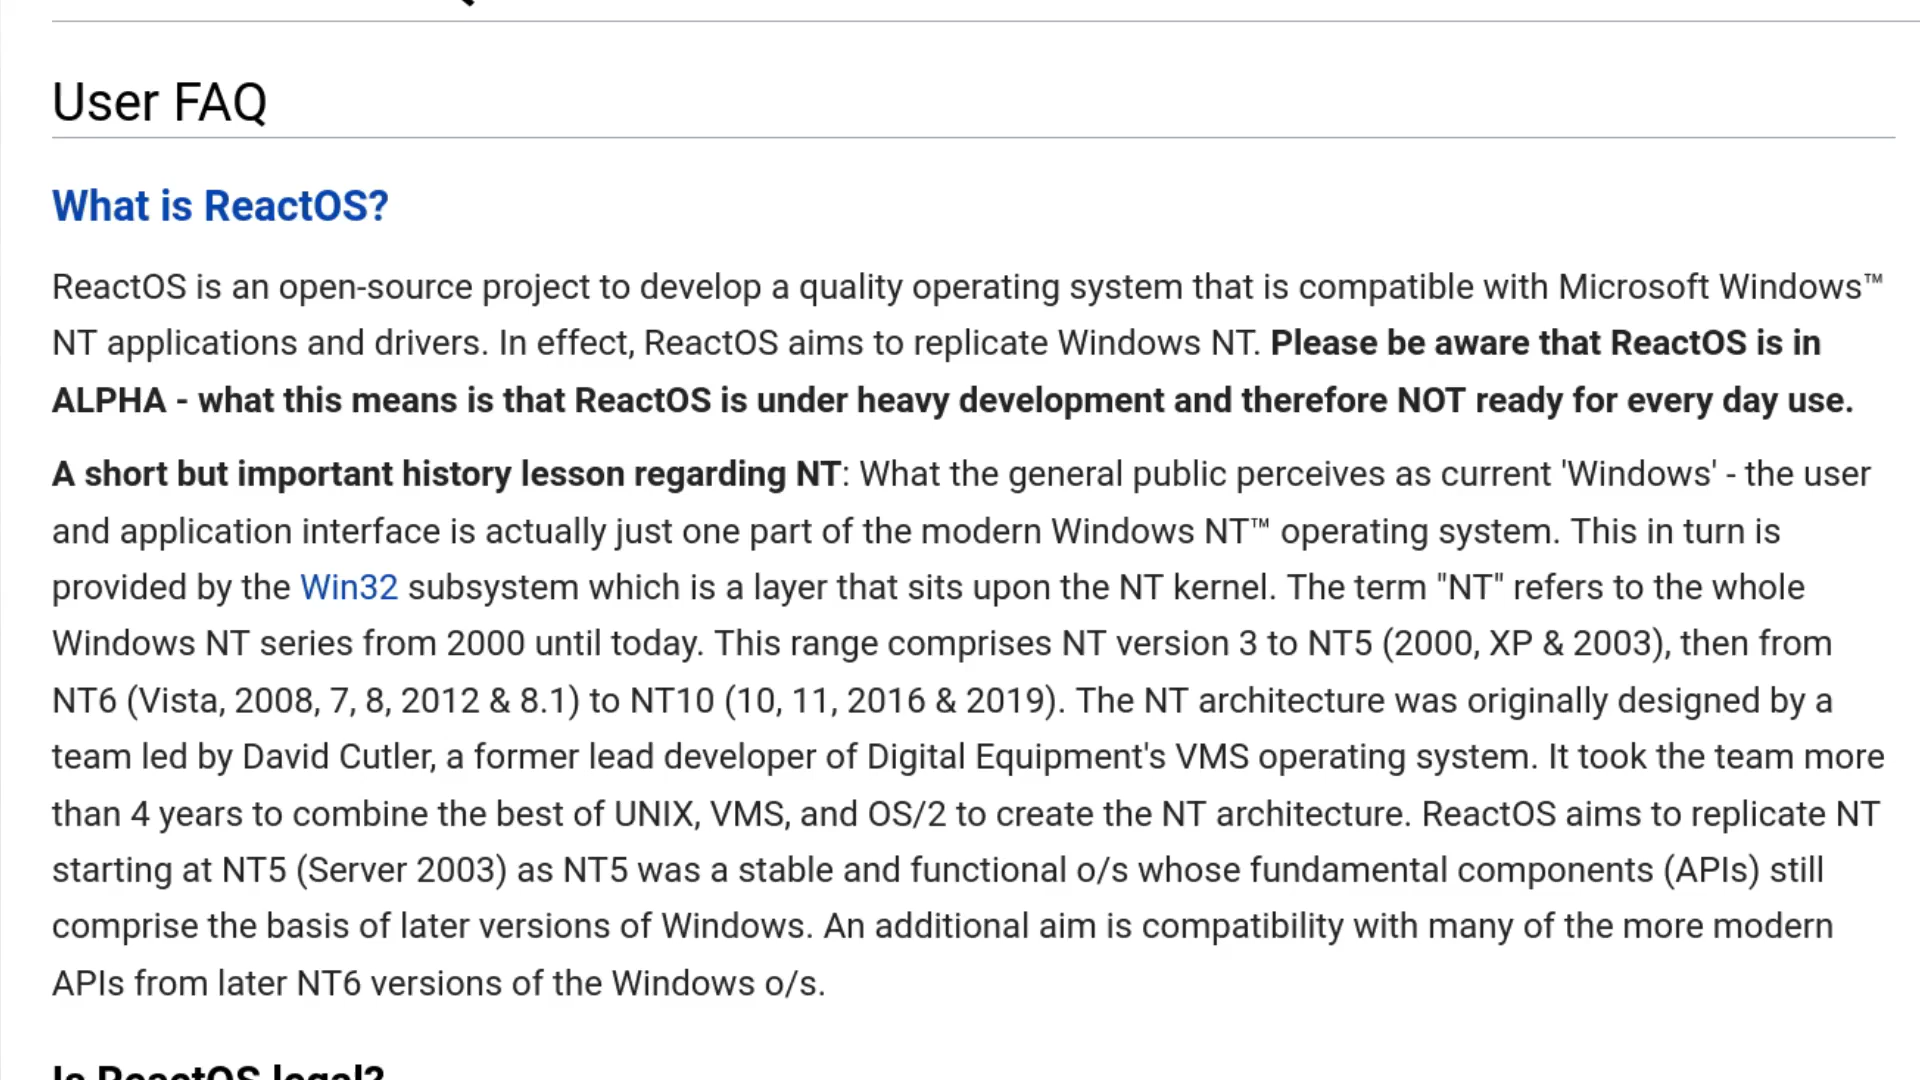 User FAQ
What is ReactOS?
ReactOS is an open-source project to develop a quality operating system that is compatible with Microsoft Windows™
NT applications and drivers. In effect, ReactOS aims to replicate Windows NT. Please be aware that ReactOS is in
ALPHA - what this means is that ReactOS is under heavy development and therefore NOT ready for every day use.
A short but important history lesson regarding NT: What the general public perceives as current 'Windows' - the user
and application interface is actually just one part of the modern Windows NT™ operating system. This in turn is
provided by the Win32 subsystem which is a layer that sits upon the NT kernel. The term "NT" refers to the whole
Windows NT series from 2000 until today. This range comprises NT version 3 to NT5 (2000, XP & 2003), then from
NT6 (Vista, 2008, 7, 8, 2012 & 8.1) to NT10 (10, 11, 2016 & 2019). The NT architecture was originally designed by a
team led by David Cutler, a former lead developer of Digital Equipment's VMS operating system. It took the team more
than 4 years to combine the best of UNIX, VMS, and OS/2 to create the NT architecture. ReactOS aims to replicate NT
starting at NT5 (Server 2003) as NT5 was a stable and functional o/s whose fundamental components (APIs) still
comprise the basis of later versions of Windows. An additional aim is compatibility with many of the more modern
APIs from later NT6 versions of the Windows o/s.
Is ReactOS legal?